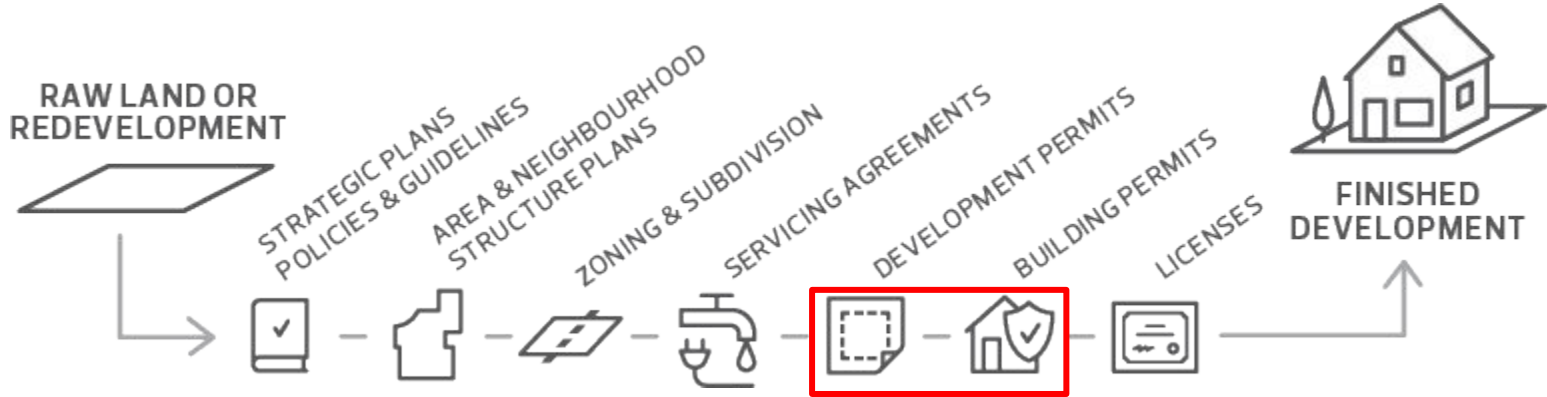 RAW LAND OR
REDEVELOPMENT
STRATEGIC PLANS
POLICIES & GUIDELINES
AREA & NEIGHBOURHOOD
STRUCTURE PLANS
ZONING & SUBDIVISION
SERVICING AGREEMENTS
DEVELOPMENT PERMITS
BUILDING PERMITS
LICENSES
FINISHED
DEVELOPMENT